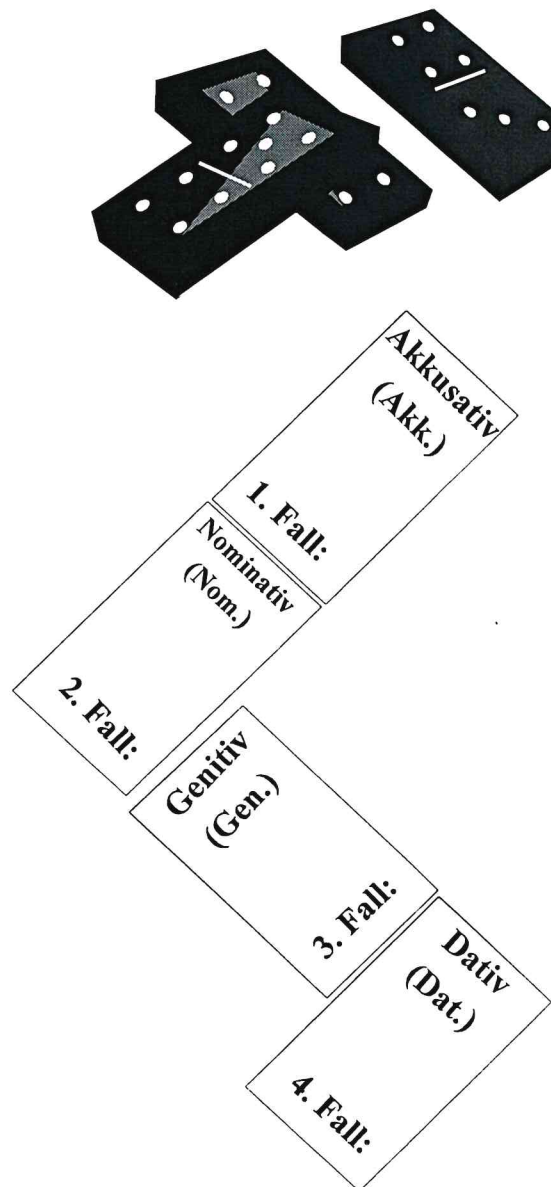 Akkusativ
(Akk.)
1. Fall:
Nominativ
(Nom.)
2. Fall:
Genitiv
(Gen.)
3. Fall:
Dativ
(Dat.)
4. Fall: